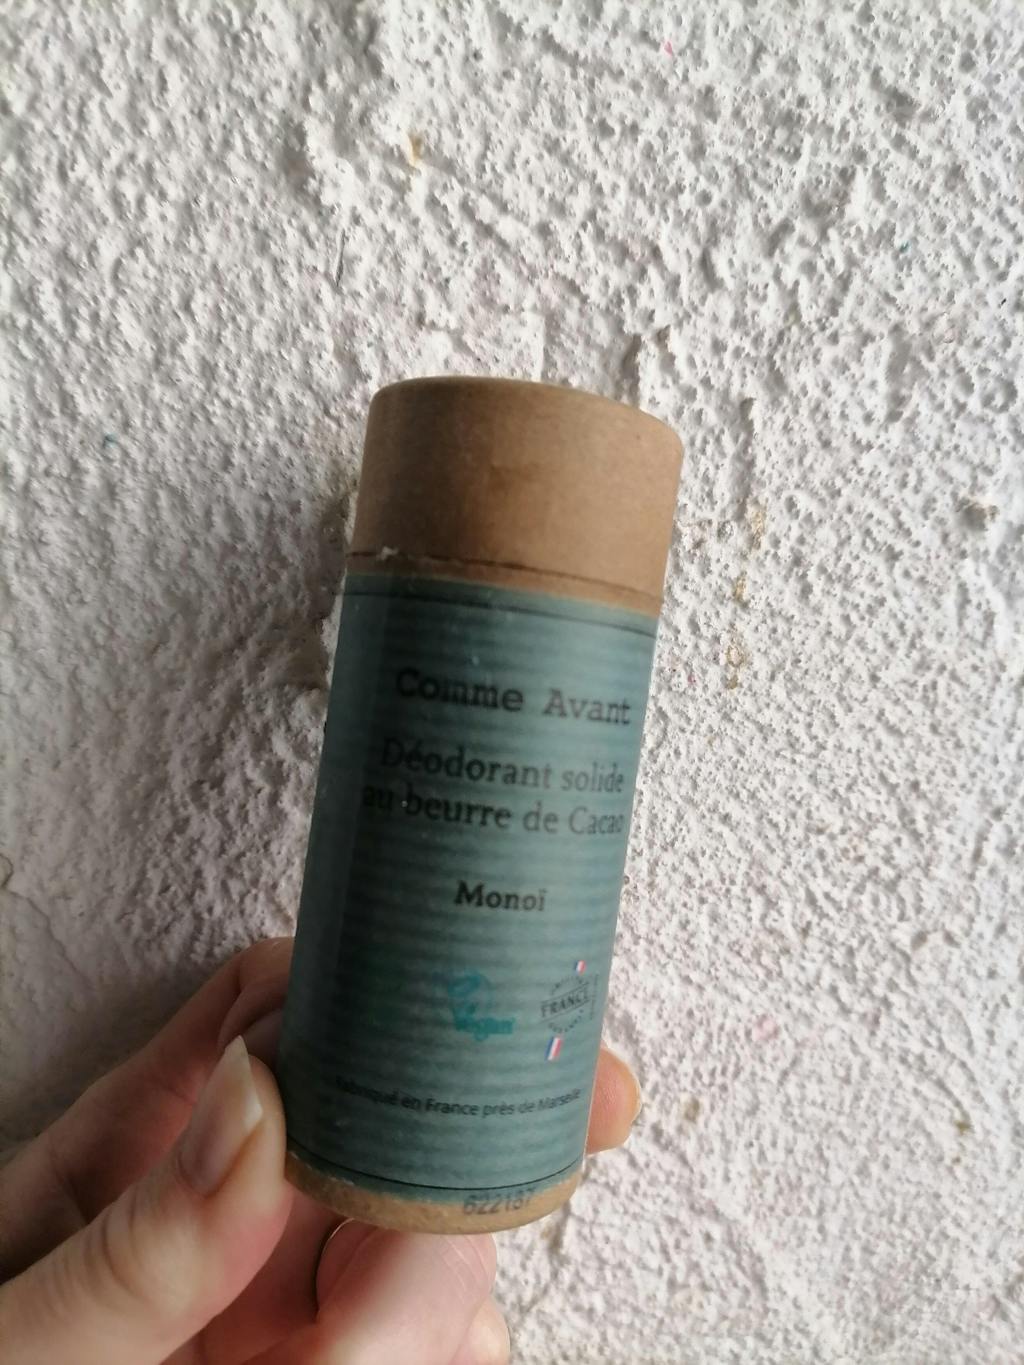 Comme Avant
Déodorant solide
au beurre de Cacao
Monoï
Vegan
FRANCE
Fabriqué en France près de Marseille
622187